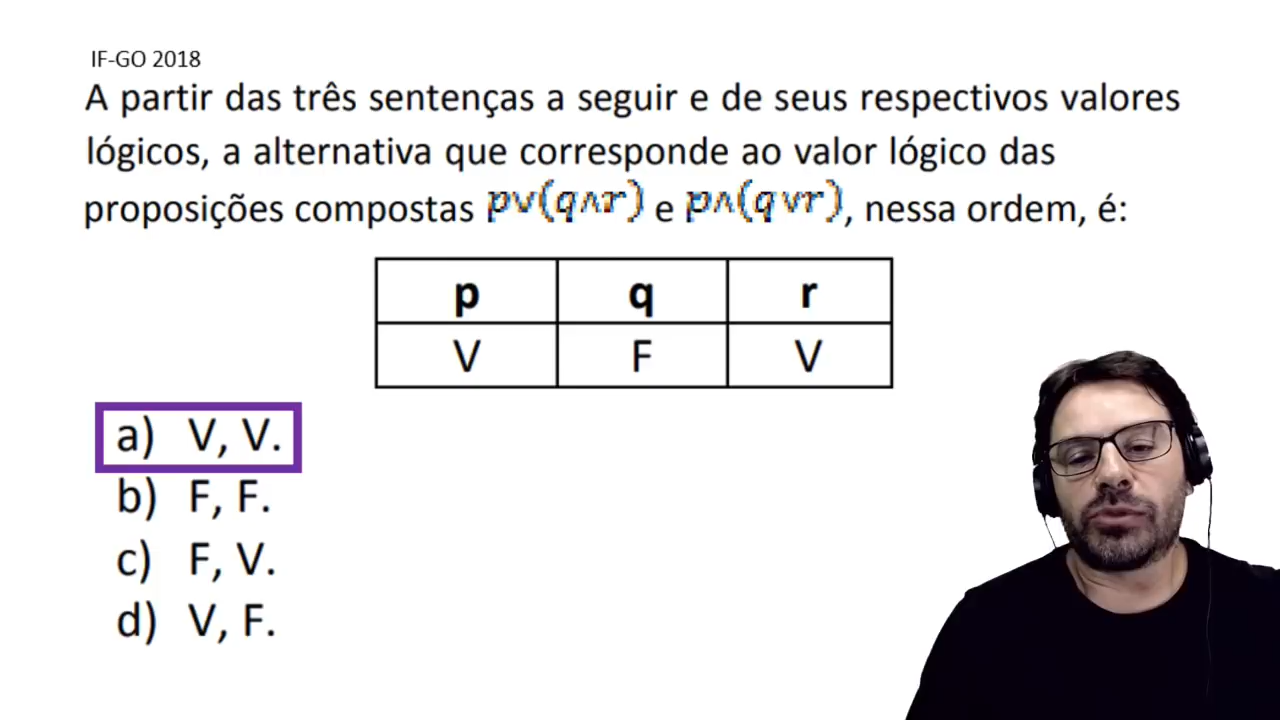 IF-GO 2018
A partir das três sentenças a seguir e de seus respectivos valores
lógicos, a alternativa que corresponde ao valor lógico das
proposições compostas p∨(q∧r) e p∧(q∨r), nessa ordem, é:
p q r
V F V
a) V, V.
b) F, F.
c) F, V.
d) V, F.